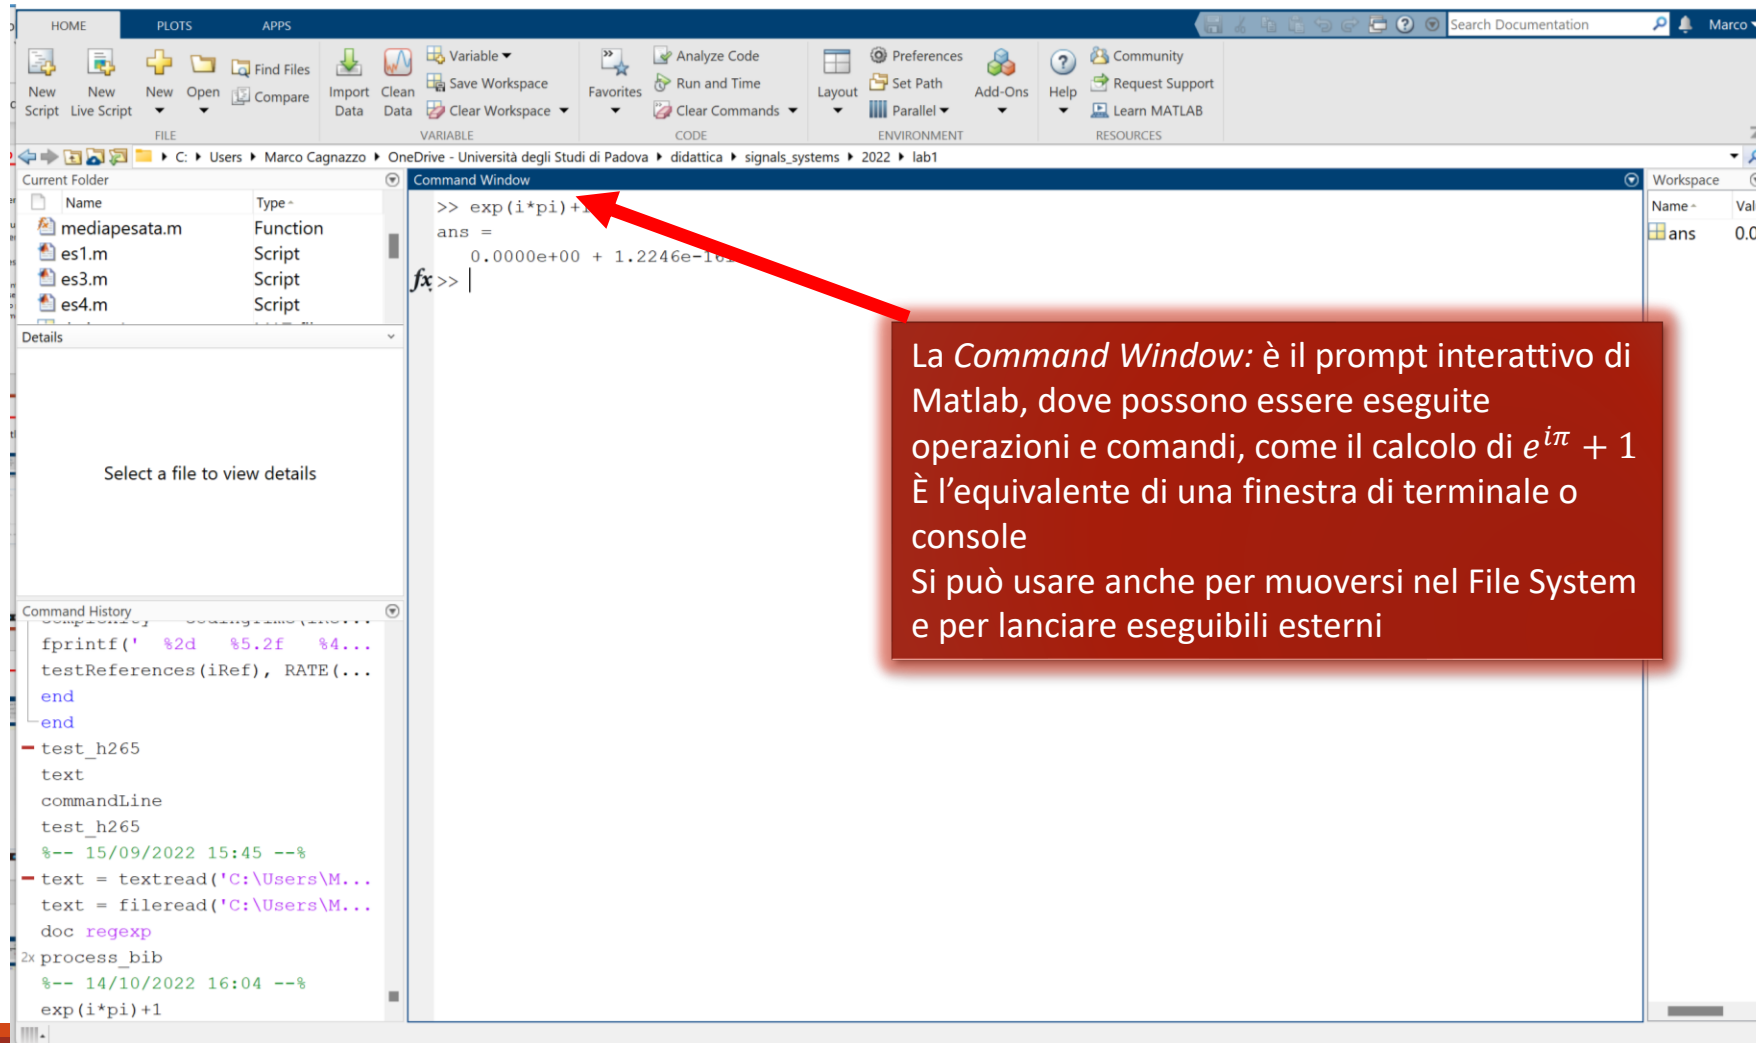 HOME PLOTS APPS
Search Documentation
Marco
New Script
New Live Script
New
Open
Find Files
Compare
Import Data
Clean Data
Variable
Save Workspace
Clear Workspace
Favorites
Analyze Code
Run and Time
Clear Commands
Layout
Preferences
Set Path
Parallel
Add-Ons
Help
Community
Request Support
Learn MATLAB
FILE VARIABLE CODE ENVIRONMENT RESOURCES
C: Users Marco Cagnazzo OneDrive - Università degli Studi di Padova didattica signals_systems 2022 lab1
Current Folder
Name Type
mediapesata.m Function
es1.m Script
es3.m Script
es4.m Script
Details
Select a file to view details
Command History
fprintf(' %2d %5.2f %4...
testReferences(iRef), RATE(...
end
end
test_h265
text
commandLine
test_h265
%-- 15/09/2022 15:45 --%
text = textread('C:\Users\M...
text = fileread('C:\Users\M...
doc regexp
2x process_bib
%-- 14/10/2022 16:04 --%
exp(i*pi)+1
Command Window
>> exp(i*pi)+1
ans =
0.0000e+00 + 1.2246e-16i
fx >>
La Command Window: è il prompt interattivo di
Matlab, dove possono essere eseguite
operazioni e comandi, come il calcolo di e^{iπ} + 1
È l’equivalente di una finestra di terminale o
console
Si può usare anche per muoversi nel File System
e per lanciare eseguibili esterni
Workspace
Name Val
ans 0.0